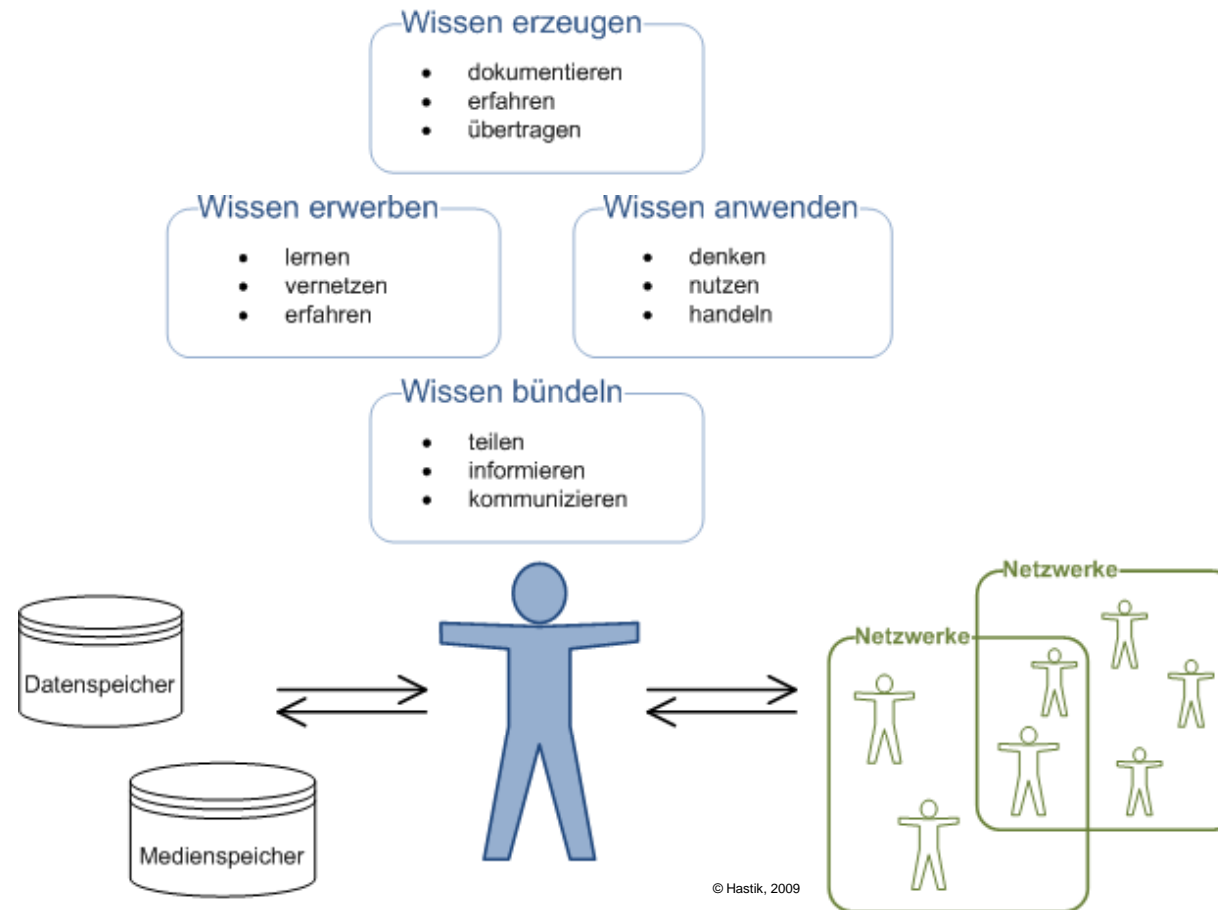 Wissen erzeugen
• dokumentieren
• erfahren
• übertragen
Wissen erwerben
• lernen
• vernetzen
• erfahren
Wissen anwenden
• denken
• nutzen
• handeln
Wissen bündeln
• teilen
• informieren
• kommunizieren
Datenspeicher
Medienspeicher
Netzwerke
Netzwerke
© Hastik, 2009